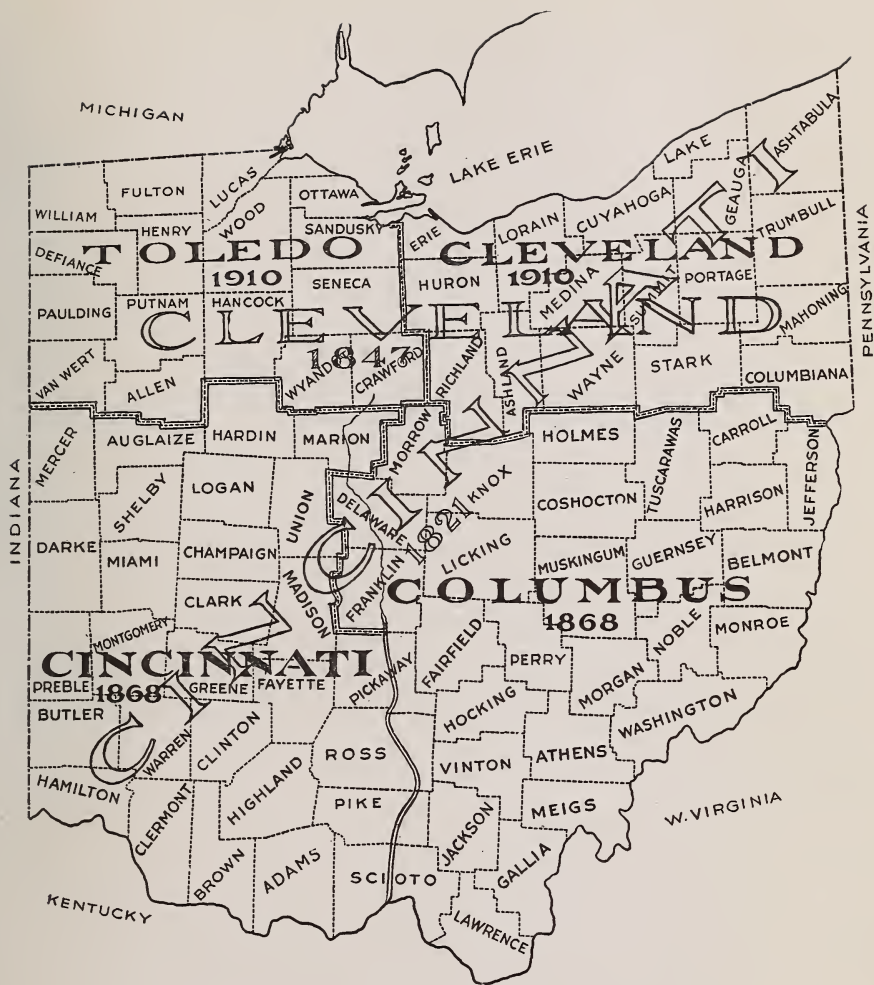 MICHIGAN
LAKE ERIE
PENNSYLVANIA
INDIANA
KENTUCKY
W. VIRGINIA
WILLIAM
FULTON
LUCAS
OTTAWA
HENRY
WOOD
SANDUSKY
ERIE
LORAIN
CUYAHOGA
LAKE
GEAUGA
ASHTABULA
TRUMBULL
DEFIANCE
TOLEDO
1910
CLEVELAND
1910
SENECA
HURON
MEDINA
SUMMIT
PORTAGE
MAHONING
PAULDING
PUTNAM
HANCOCK
CLEVELAND
1847
VAN WERT
ALLEN
WYANDOT
CRAWFORD
RICHLAND
ASHLAND
WAYNE
STARK
COLUMBIANA
MERCER
AUGLAIZE
HARDIN
MARION
MORROW
HOLMES
TUSCARAWAS
CARROLL
JEFFERSON
SHELBY
LOGAN
UNION
DELAWARE
KNOX
COSHOCTON
HARRISON
CINCINNATI
1821
DARKE
MIAMI
CHAMPAIGN
CLARK
MADISON
FRANKLIN
LICKING
MUSKINGUM
GUERNSEY
BELMONT
COLUMBUS
1868
MONTGOMERY
CINCINNATI
1868
PREBLE
GREENE
FAYETTE
PICKAWAY
FAIRFIELD
PERRY
MORGAN
NOBLE
MONROE
BUTLER
WARREN
CLINTON
ROSS
HOCKING
ATHENS
WASHINGTON
HAMILTON
CLERMONT
HIGHLAND
PIKE
VINTON
MEIGS
BROWN
ADAMS
SCIOTO
JACKSON
GALLIA
LAWRENCE